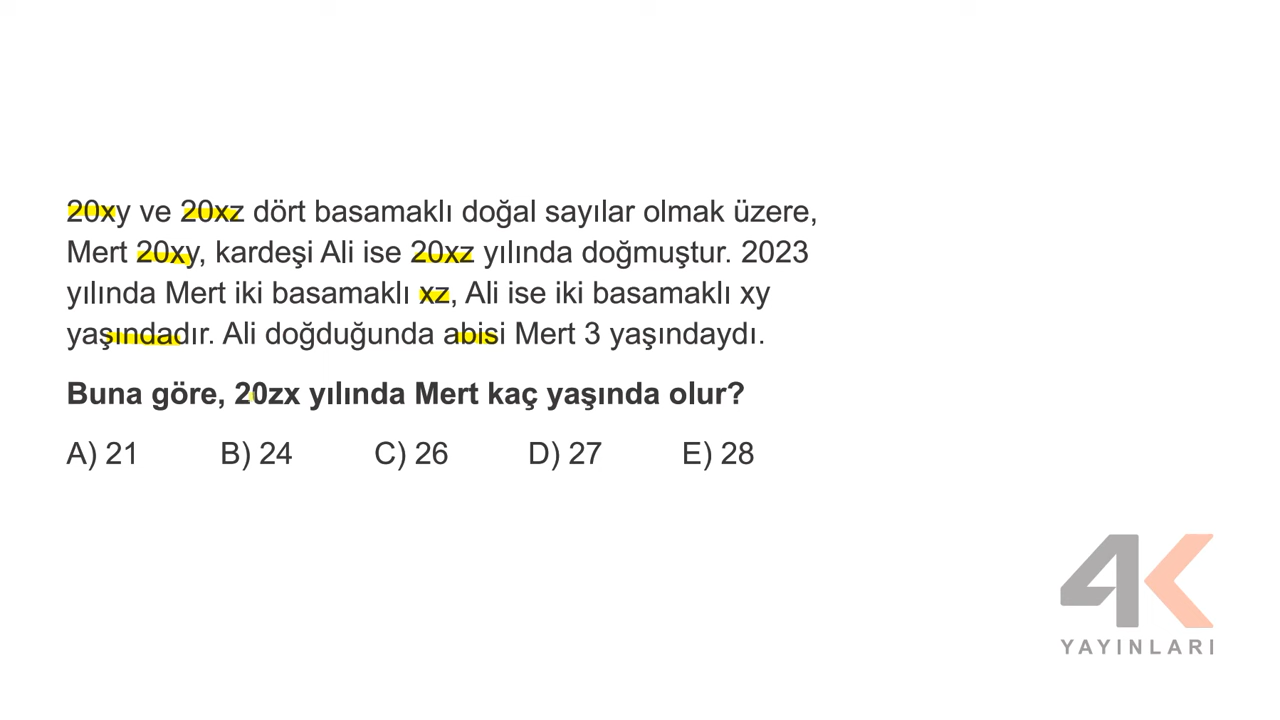 20xy ve 20xz dört basamaklı doğal sayılar olmak üzere,
Mert 20xy, kardeşi Ali ise 20xz yılında doğmuştur. 2023
yılında Mert iki basamaklı xz, Ali ise iki basamaklı xy
yaşındadır. Ali doğduğunda abisi Mert 3 yaşındaydı.
Buna göre, 20zx yılında Mert kaç yaşında olur?
A) 21 B) 24 C) 26 D) 27 E) 28
4K
YAYINLARI